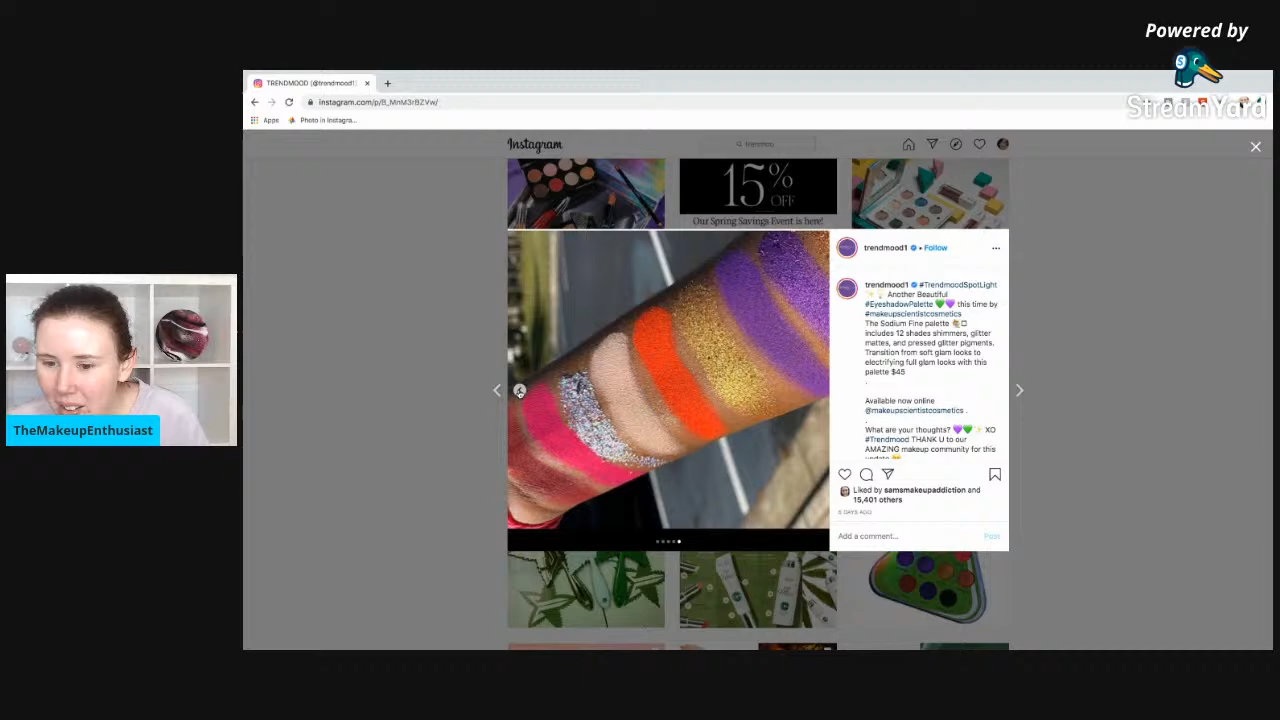 Powered by
StreamYard
TRENDMOOD (@trendmood1)
instagram.com/p/B_MnM3rBZVw/
Apps
Photo in Instagra...
Instagram
15%
OFF
Our Spring Savings Event is here!
trendmood1 • Follow
trendmood1 #TrendmoodSpotLight
✨💡 Another Beautiful
#EyeshadowPalette 💚💜 this time by
#makeupscientistcosmetics
The Sodium Fine palette
includes 12 shades shimmers, glitter
mattes, and pressed glitter pigments.
Transition from soft glam looks to
electrifying full glam looks with this
palette $45
.
Available now online
@makeupscientistcosmetics .
.
What are your thoughts? 💜💚✨ XO
#Trendmood THANK U to our
AMAZING makeup community for this
update
Liked by samsmakeupaddiction and
15,401 others
Add a comment...
Post
TheMakeupEnthusiast